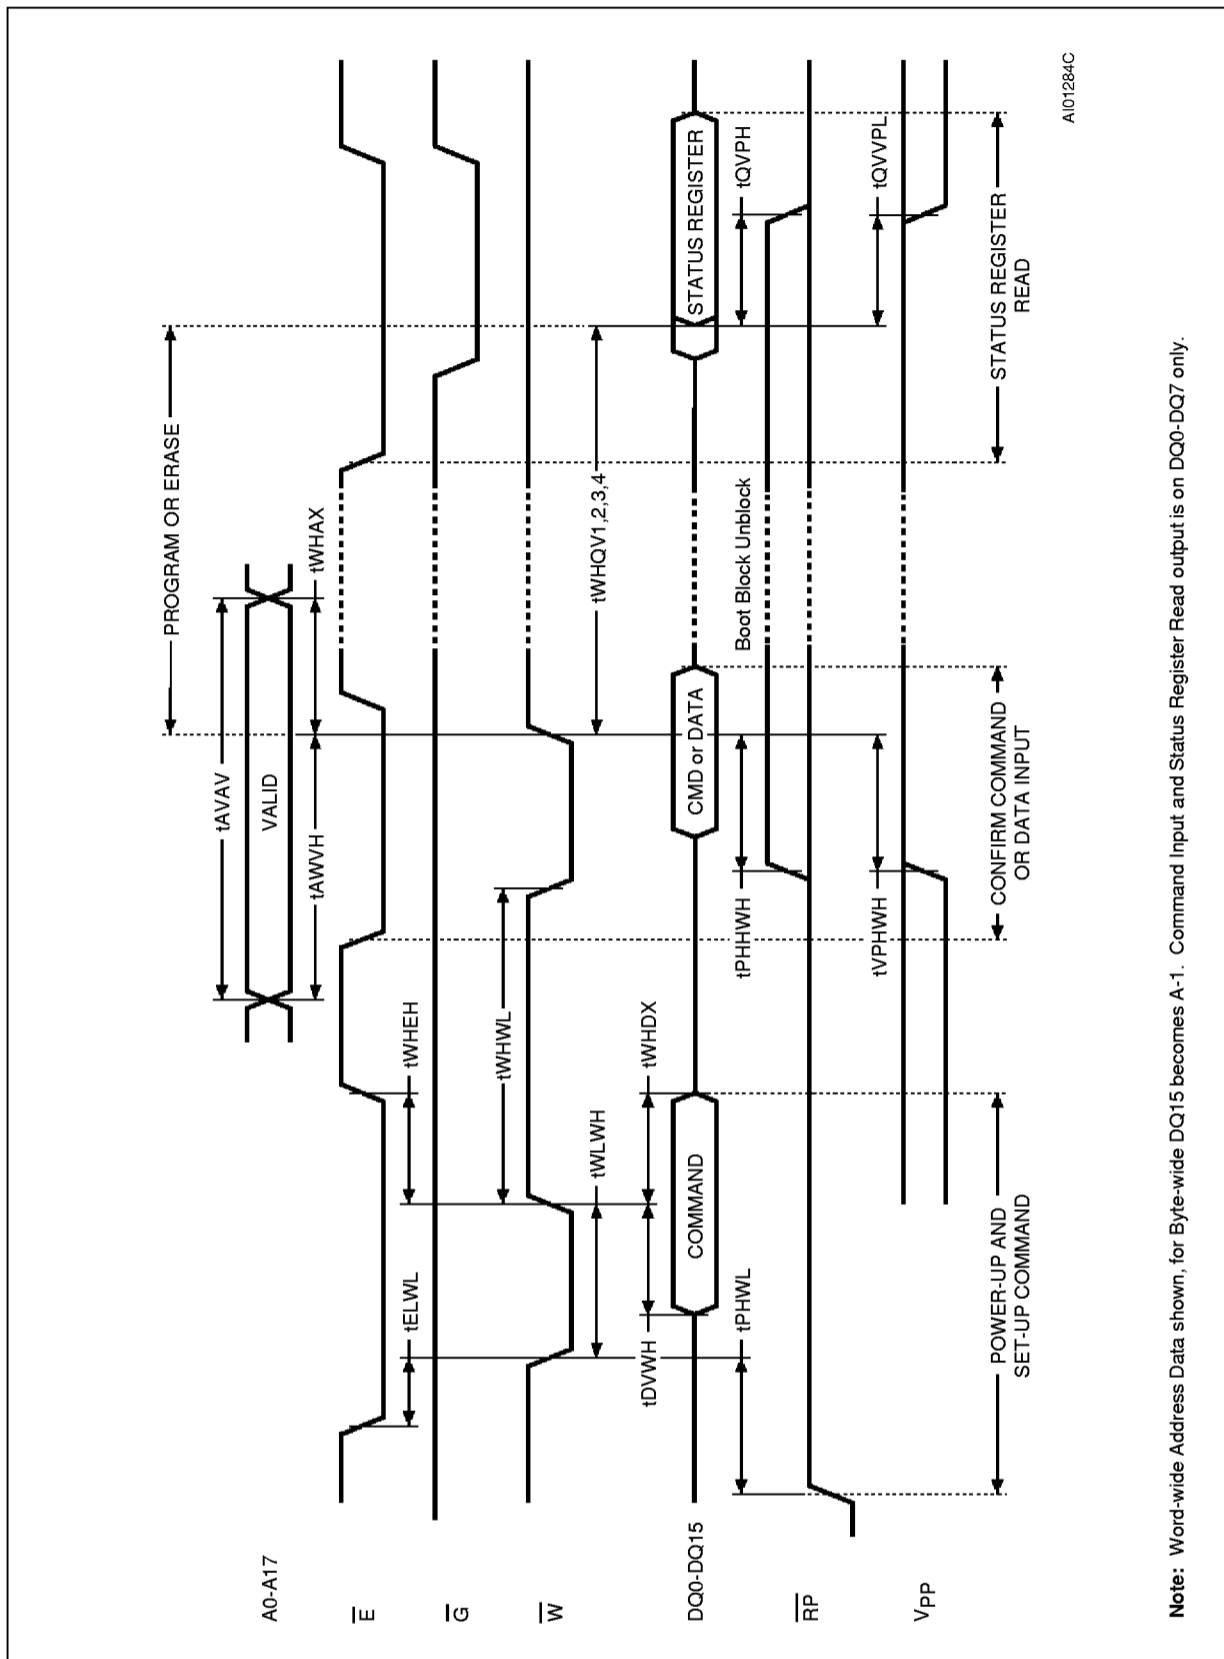 PROGRAM OR ERASE
tAVAV
A0-A17
VALID
tAWVH
tWHAX
E
tELWL
tWHEH
G
tWHWL
W
tWLWH
tWHQV1,2,3,4
tDVWH
tWHDX
DQ0-DQ15
COMMAND
CMD or DATA
STATUS REGISTER
tPHWL
tPHHWH
Boot Block Unblock
tQVPH
RP
tVPHWH
tQVVPL
VPP
POWER-UP AND
SET-UP COMMAND
CONFIRM COMMAND
OR DATA INPUT
STATUS REGISTER
READ
AI01284C
Note: Word-wide Address Data shown, for Byte-wide DQ15 becomes A-1. Command Input and Status Register Read output is on DQ0-DQ7 only.